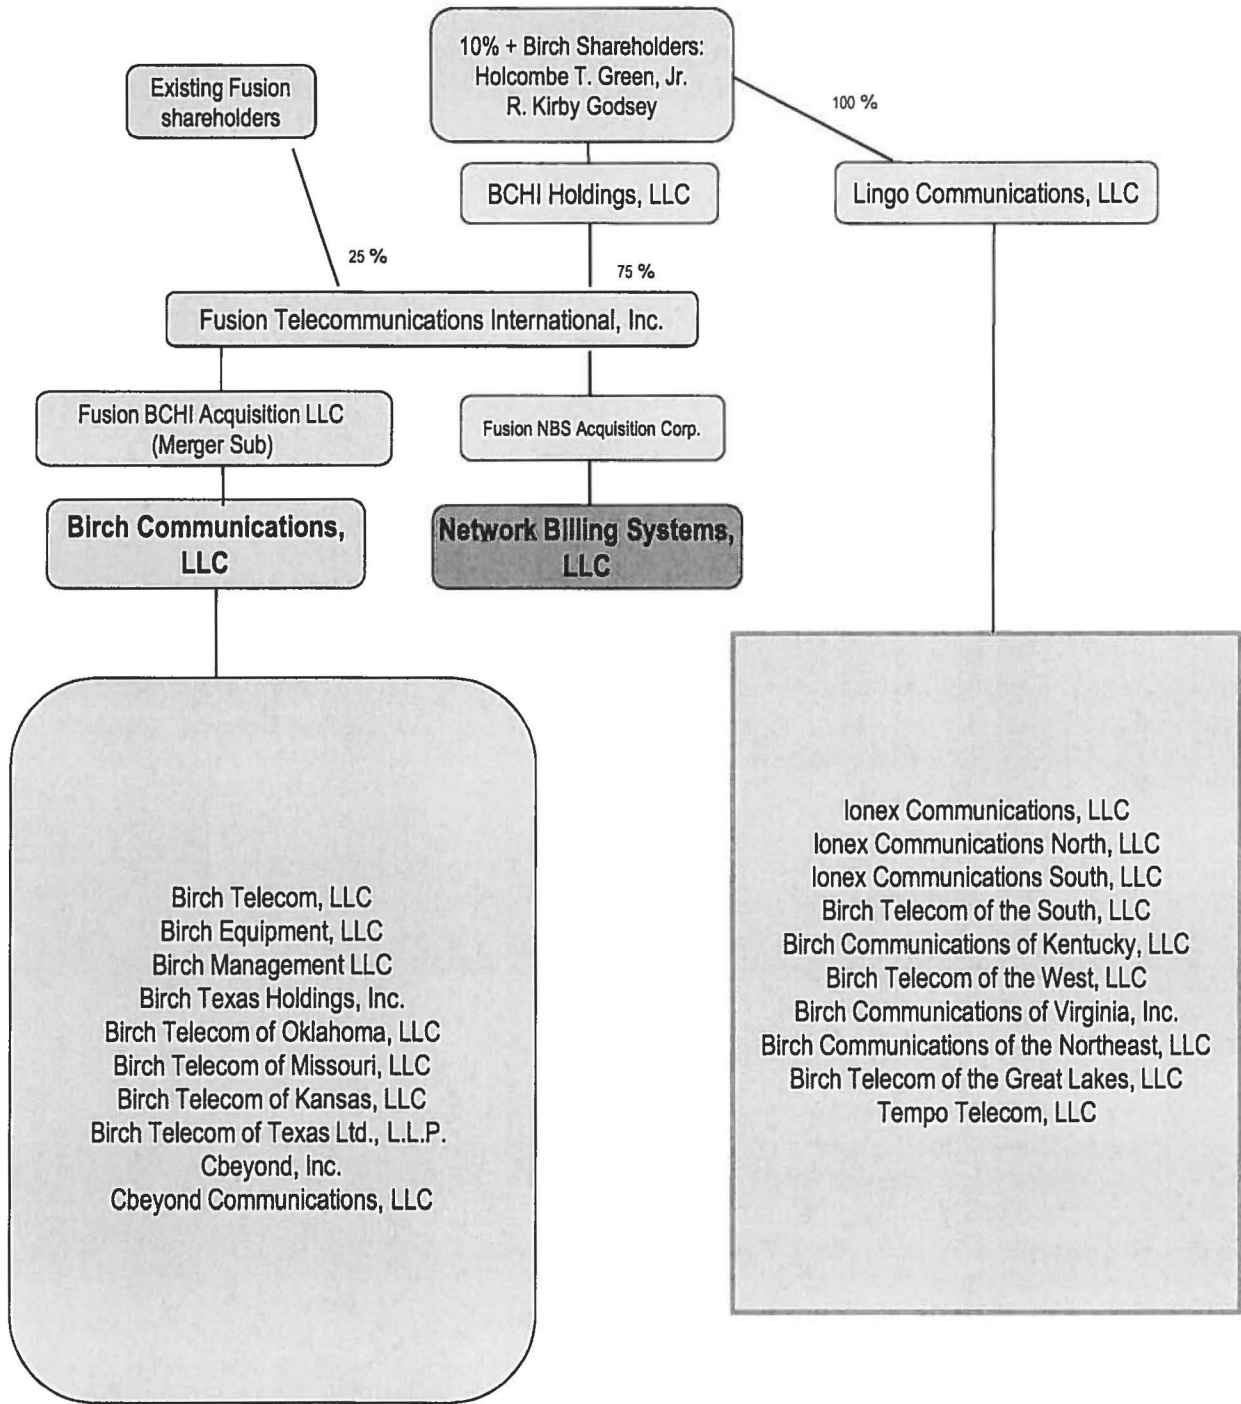 10% + Birch Shareholders:
Holcombe T. Green, Jr.
R. Kirby Godsey
Existing Fusion
shareholders
100 %
BCHI Holdings, LLC
Lingo Communications, LLC
25 %
75 %
Fusion Telecommunications International, Inc.
Fusion BCHI Acquisition LLC
(Merger Sub)
Fusion NBS Acquisition Corp.
Birch Communications,
LLC
Network Billing Systems,
LLC
Birch Telecom, LLC
Birch Equipment, LLC
Birch Management LLC
Birch Texas Holdings, Inc.
Birch Telecom of Oklahoma, LLC
Birch Telecom of Missouri, LLC
Birch Telecom of Kansas, LLC
Birch Telecom of Texas Ltd., L.L.P.
Cbeyond, Inc.
Cbeyond Communications, LLC
Ionex Communications, LLC
Ionex Communications North, LLC
Ionex Communications South, LLC
Birch Telecom of the South, LLC
Birch Communications of Kentucky, LLC
Birch Telecom of the West, LLC
Birch Communications of Virginia, Inc.
Birch Communications of the Northeast, LLC
Birch Telecom of the Great Lakes, LLC
Tempo Telecom, LLC